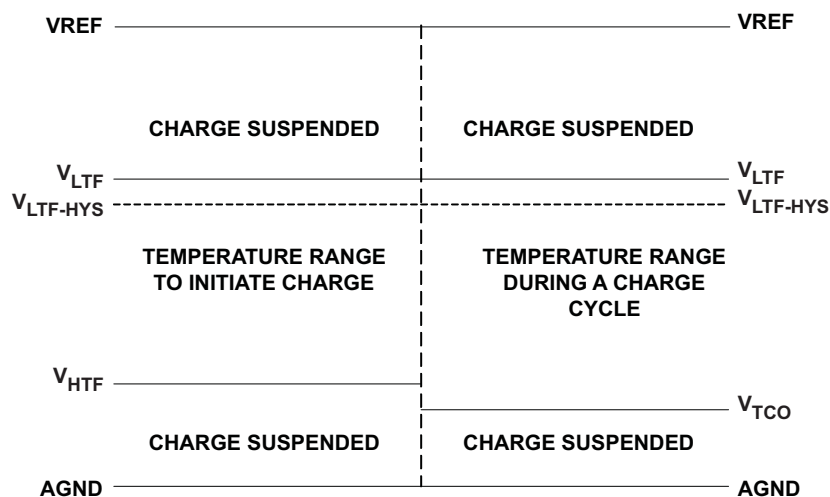 VREF VREF
CHARGE SUSPENDED CHARGE SUSPENDED
VLTF VLTF
VLTF-HYS VLTF-HYS
TEMPERATURE RANGE TEMPERATURE RANGE
TO INITIATE CHARGE DURING A CHARGE
CYCLE
VHTF
VTCO
CHARGE SUSPENDED CHARGE SUSPENDED
AGND AGND